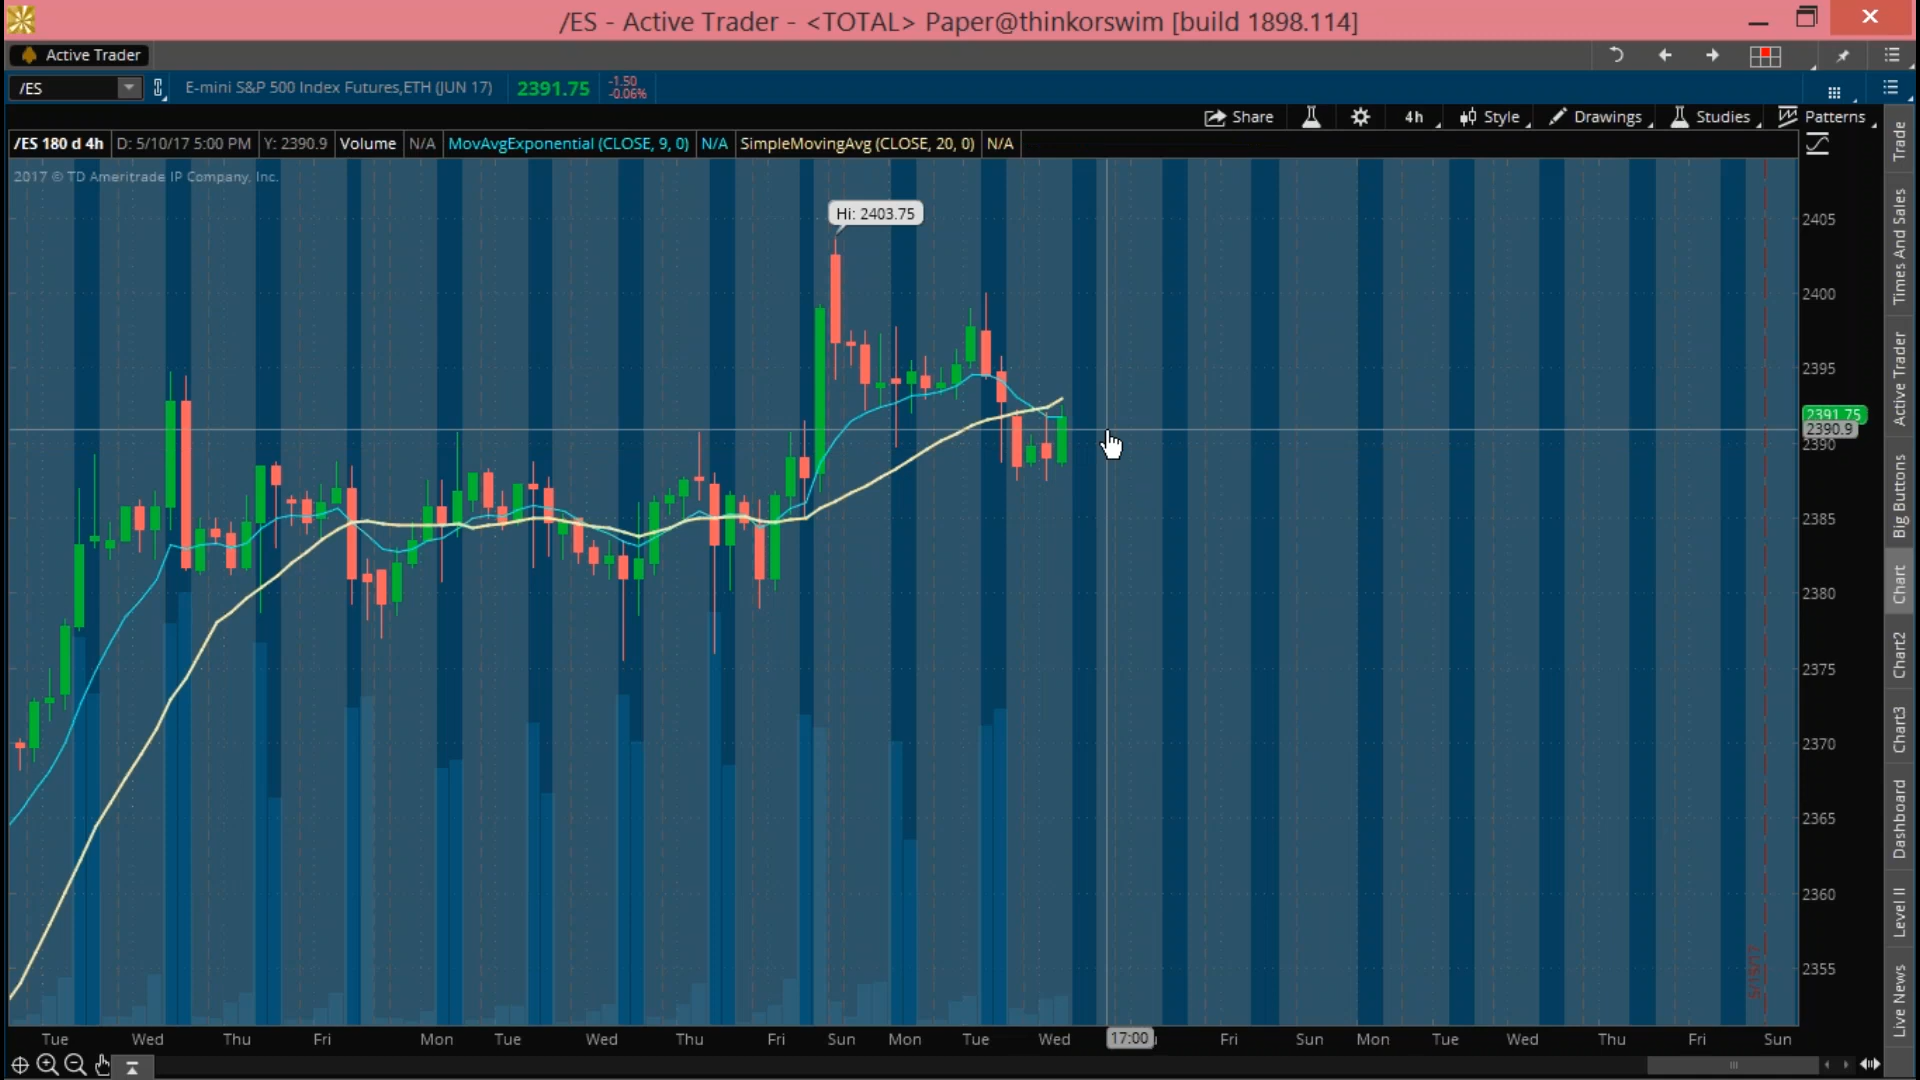 /ES - Active Trader - <TOTAL> Paper@thinkorswim [build 1898.114]
Active Trader
/ES
E-mini S&P 500 Index Futures,ETH (JUN 17)
2391.75
-1.50
-0.06%
Share
4h
Style
Drawings
Studies
Patterns
/ES 180 d 4h
D: 5/10/17 5:00 PM
Y: 2390.9
Volume
N/A
MovAvgExponential (CLOSE, 9, 0)
N/A
SimpleMovingAvg (CLOSE, 20, 0)
N/A
2017 © TD Ameritrade IP Company, Inc.
Hi: 2403.75
2405
2400
2395
2391.75
2390.9
2390
2385
2380
2375
2370
2365
2360
2355
Tue
Wed
Thu
Fri
Mon
Tue
Wed
Thu
Fri
Sun
Mon
Tue
Wed
17:00
Fri
Sun
Mon
Tue
Wed
Thu
Fri
Sun
Trade
Times And Sales
Active Trader
Big Buttons
Chart
Chart2
Chart3
Dashboard
Level II
Live News